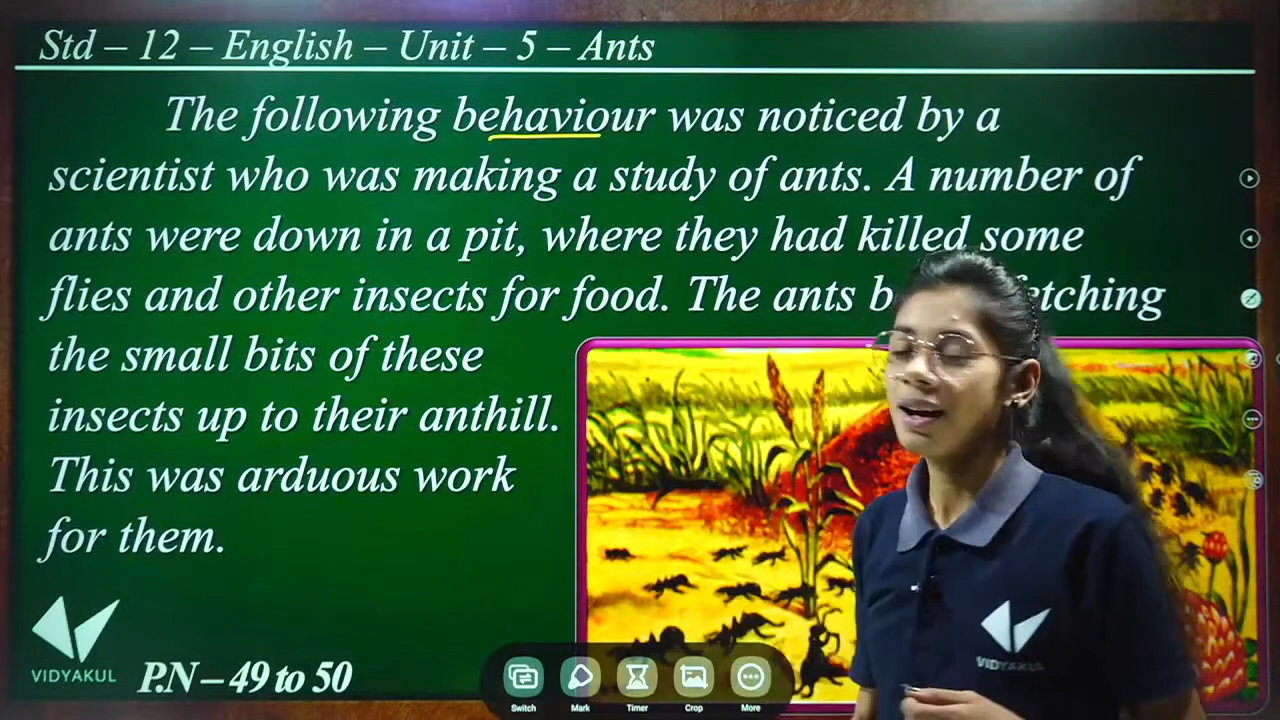 Std – 12 – English – Unit – 5 – Ants
The following behaviour was noticed by a
scientist who was making a study of ants. A number of
ants were down in a pit, where they had killed some
flies and other insects for food. The ants
the small bits of these
insects up to their anthill.
This was arduous work
for them.
VIDYAKUL
P.N – 49 to 50
Switch
Mark
Timer
Crop
More
VIDYAKUL